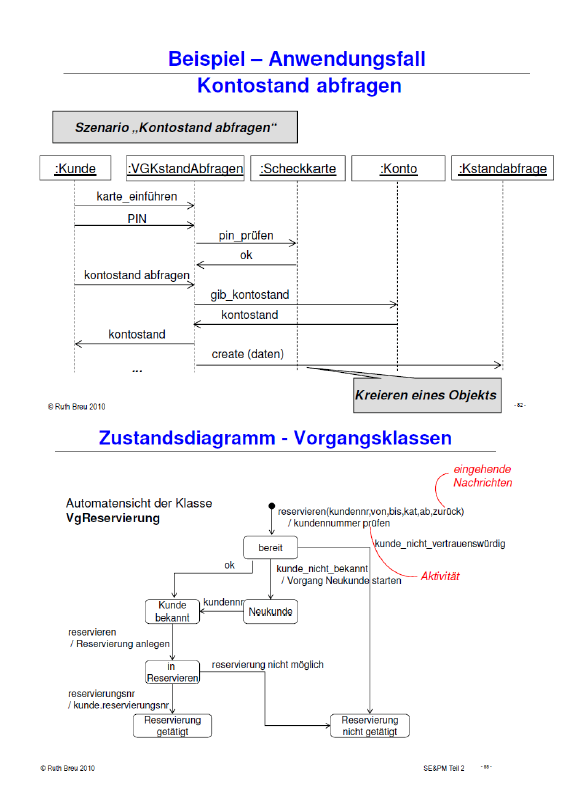 Beispiel – Anwendungsfall
Kontostand abfragen
Szenario „Kontostand abfragen“
:Kunde :VGKstandAbfragen :Scheckkarte :Konto :Kstandabfrage
karte_einführen
PIN
pin_prüfen
ok
kontostand abfragen
gib_kontostand
kontostand
kontostand
create (daten)
...
Kreieren eines Objekts
© Ruth Breu 2010
- 52 -
Zustandsdiagramm - Vorgangsklassen
eingehende
Nachrichten
Automatensicht der Klasse
VgReservierung
reservieren(kundennr,von,bis,kat,ab,zurück)
/ kundennummer prüfen
bereit
kunde_nicht_vertrauenswürdig
ok
kunde_nicht_bekannt
/ Vorgang Neukunde starten
Aktivität
Kunde
bekannt
kundennr
Neukunde
reservieren
/ Reservierung anlegen
in
Reservieren
reservierung nicht möglich
reservierungsnr
/ kunde.reservierungsnr
Reservierung
getätigt
Reservierung
nicht getätigt
© Ruth Breu 2010
SE&PM Teil 2